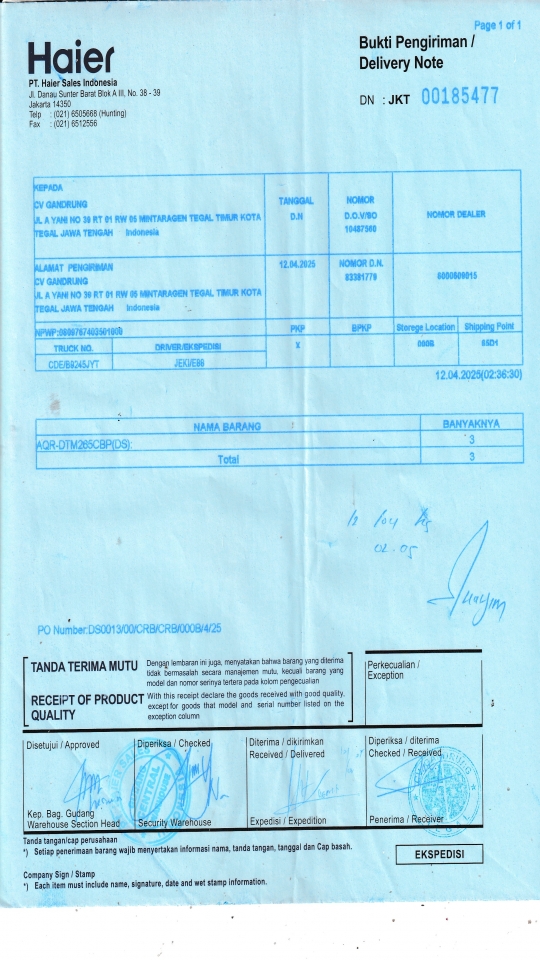 Page 1 of 1
Haier
Bukti Pengiriman /
Delivery Note
PT. Haier Sales Indonesia
Jl. Danau Sunter Barat Blok A III, No. 38 - 39
Jakarta 14350
Telp : (021) 6505668 (Hunting)
Fax : (021) 6512556
DN : JKT 00185477
KEPADA
CV GANDRUNG
JL A YANI NO 39 RT 01 RW 05 MINTARAGEN TEGAL TIMUR KOTA
TEGAL JAWA TENGAH Indonesia
TANGGAL
D.N
NOMOR
D.O.V/SO
10487560
NOMOR DEALER
ALAMAT PENGIRIMAN
CV GANDRUNG
JL A YANI NO 39 RT 01 RW 05 MINTARAGEN TEGAL TIMUR KOTA
TEGAL JAWA TENGAH Indonesia
12.04.2025
NOMOR D.N.
83381779
NPWP:
PKP
BPKP
Storege Location
Shipping Point
TRUCK NO.
DRIVER/EKSPEDISI
X
000B
CDE/B9245JYT
12.04.2025(02:36:30)
NAMA BARANG
BANYAKNYA
AQR-DTM265CBP(DS):
3
Total
3
02.05
PO Number:DS0013/00/CRB/CRB/000B/4/25
TANDA TERIMA MUTU
Dengan lembaran ini juga, menyatakan bahwa barang yang diterima
tidak bermasalah secara manajemen mutu, kecuali barang yang
model dan nomor serinya tertera pada kolom pengecualian
RECEIPT OF PRODUCT
QUALITY
With this receipt declare the goods received with good quality,
except for goods that model and serial number listed on the
exception column
Perkecualian /
Exception
Disetujui / Approved
Diperiksa / Checked
Diterima / dikirimkan
Received / Delivered
Diperiksa / diterima
Checked / Received
CENTRAL
Kep. Bag. Gudang
Warehouse Section Head
Security Warehouse
Expedisi / Expedition
Penerima / Receiver
Tanda tangan/cap perusahaan
*) Setiap penerimaan barang wajib menyertakan informasi nama, tanda tangan, tanggal dan Cap basah.
EKSPEDISI
Company Sign / Stamp
*) Each item must include name, signature, date and wet stamp information.